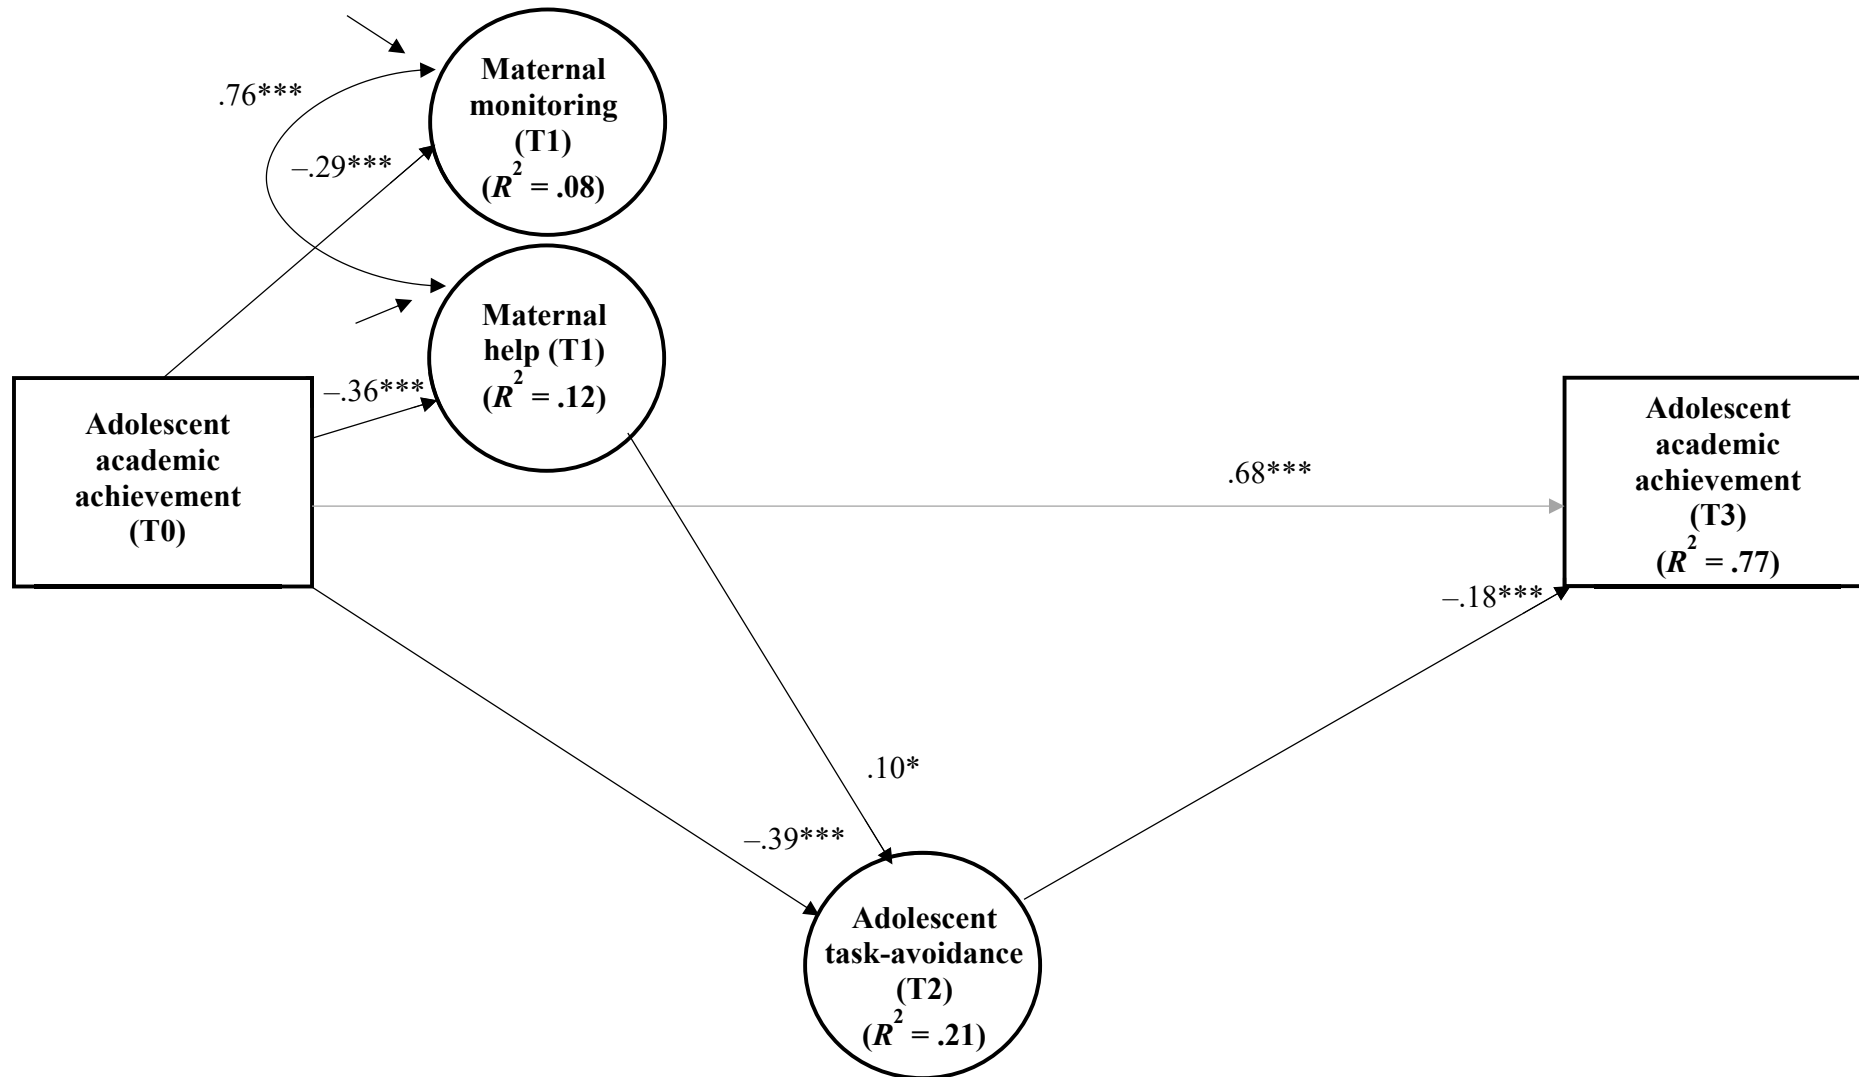 .76***
–.29***
Maternal
monitoring
(T1)
(R² = .08)
Maternal
help (T1)
(R² = .12)
–.36***
Adolescent
academic
achievement
(T0)
.68***
Adolescent
academic
achievement
(T3)
(R² = .77)
–.18***
.10*
–.39***
Adolescent
task-avoidance
(T2)
(R² = .21)